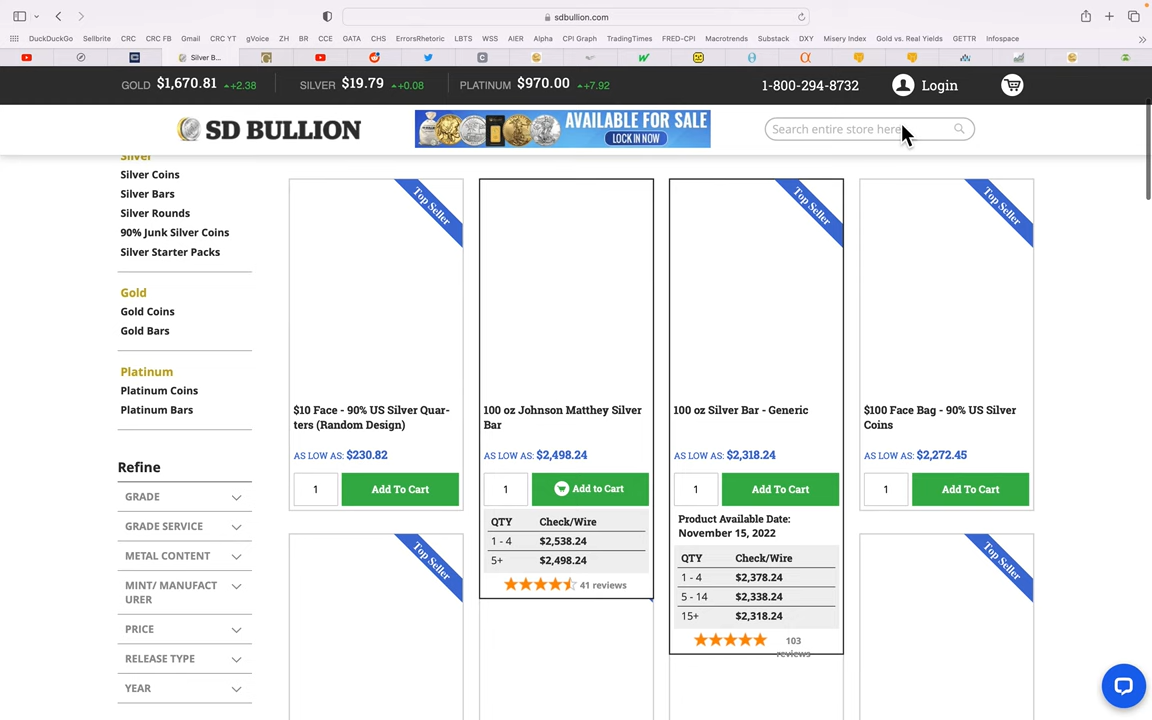 sdbullion.com
DuckDuckGo Sellbrite CRC CRC FB Gmail CRC YT gVoice ZH BR CCE GATA CHS ErrorsRhetoric LBTS WSS AIER Alpha CPI Graph TradingTimes FRED-CPI Macrotrends Substack DXY Misery Index Gold vs. Real Yields GETTR Infospace
Silver B...
GOLD $1,670.81 +2.38 SILVER $19.79 +0.08 PLATINUM $970.00 +7.92 1-800-294-8732 Login
SD BULLION
AVAILABLE FOR SALE
LOCK IN NOW
Search entire store here
Silver
Silver Coins
Silver Bars
Silver Rounds
90% Junk Silver Coins
Silver Starter Packs
Gold
Gold Coins
Gold Bars
Platinum
Platinum Coins
Platinum Bars
Refine
GRADE
GRADE SERVICE
METAL CONTENT
MINT/ MANUFACT
URER
PRICE
RELEASE TYPE
YEAR
Top Seller
$10 Face - 90% US Silver Quar-
ters (Random Design)
AS LOW AS: $230.82
1 Add To Cart
100 oz Johnson Matthey Silver
Bar
AS LOW AS: $2,498.24
1 Add to Cart
QTY Check/Wire
1 - 4 $2,538.24
5+ $2,498.24
41 reviews
Top Seller
100 oz Silver Bar - Generic
AS LOW AS: $2,318.24
1 Add To Cart
Product Available Date:
November 15, 2022
QTY Check/Wire
1 - 4 $2,378.24
5 - 14 $2,338.24
15+ $2,318.24
103
reviews
Top Seller
$100 Face Bag - 90% US Silver
Coins
AS LOW AS: $2,272.45
1 Add To Cart
Top Seller
Top Seller